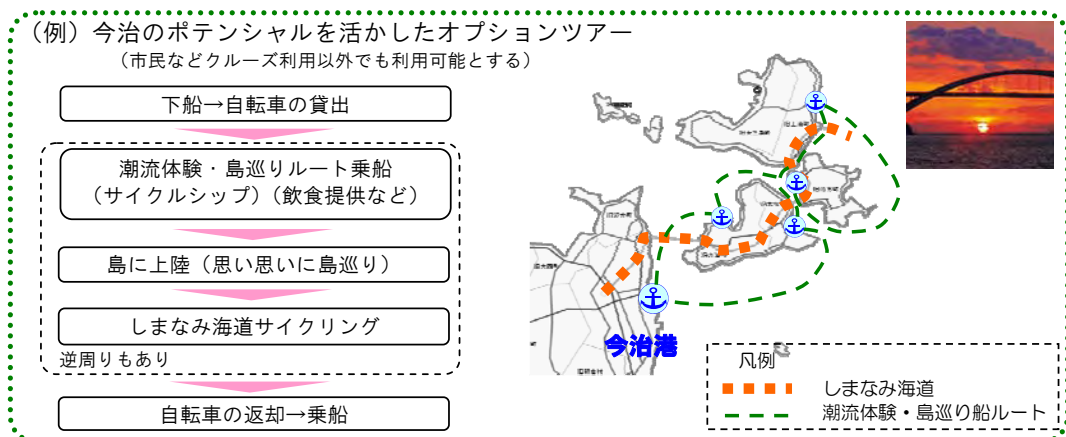 （例）今治のポテンシャルを活かしたオプションツアー
（市民などクルーズ利用以外でも利用可能とする）
下船→自転車の貸出
潮流体験・島巡りルート乗船
（サイクルシップ）（飲食提供など）
島に上陸（思い思いに島巡り）
しまなみ海道サイクリング
逆周りもあり
自転車の返却→乗船
今治港
凡例
しまなみ海道
潮流体験・島巡り船ルート